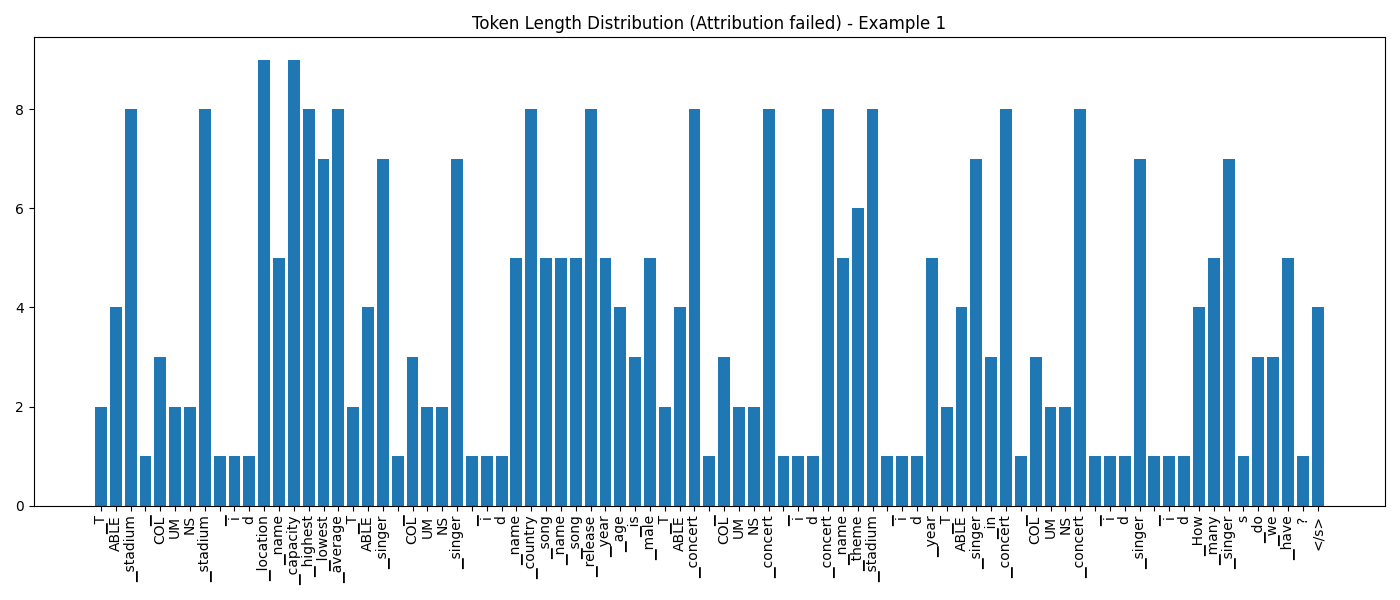 Token Length Distribution (Attribution failed) - Example 1
8
6
4
2
0
▁T
ABLE
▁stadium
▁
COL
UM
NS
▁stadium
_
i
d
▁location
▁name
▁capacity
▁highest
▁lowest
▁average
▁T
ABLE
▁singer
▁
COL
UM
NS
▁singer
_
i
d
▁name
▁country
▁song
▁name
▁song
▁release
▁year
▁age
▁is
▁male
▁T
ABLE
▁concert
▁
COL
UM
NS
▁concert
_
i
d
▁concert
▁name
▁theme
▁stadium
_
i
d
▁year
▁T
ABLE
▁singer
▁in
▁concert
▁
COL
UM
NS
▁concert
_
i
d
▁singer
_
i
d
▁How
▁many
▁singer
s
▁do
▁we
▁have
?
</s>